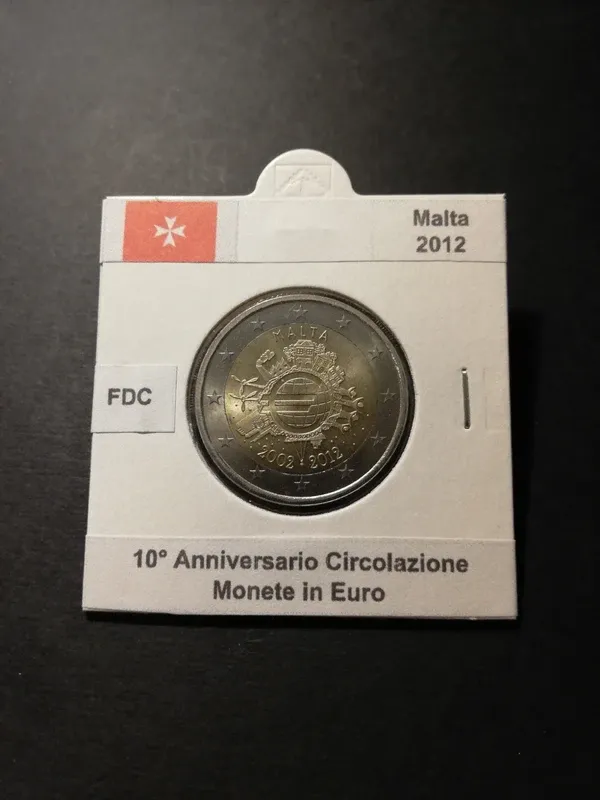 Malta
2012
MALTA
FDC
2002 - 2012
10° Anniversario Circolazione
Monete in Euro